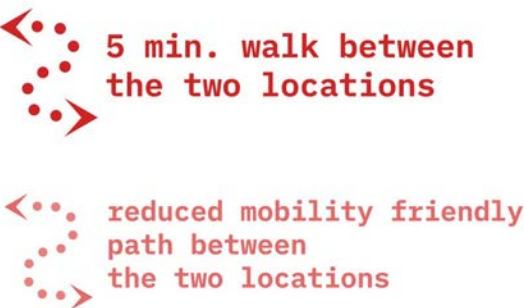 5 min. walk between
the two locations
reduced mobility friendly
path between
the two locations